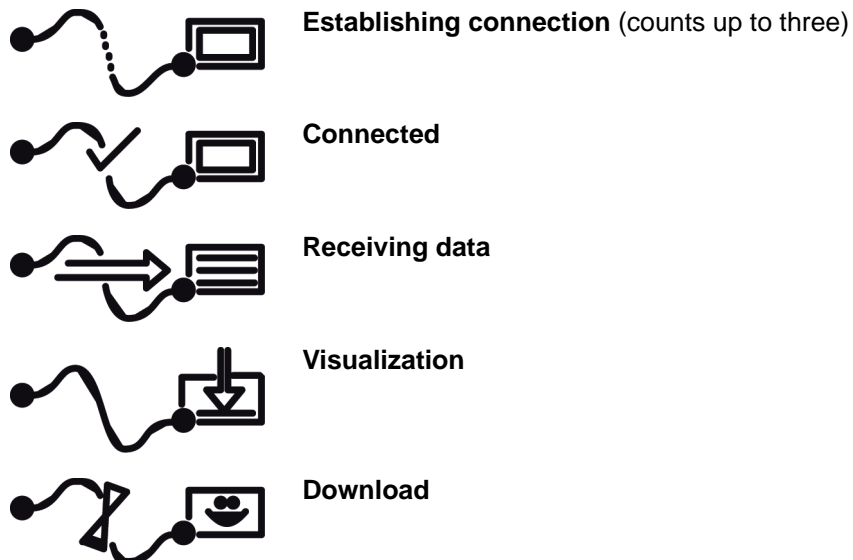 Establishing connection (counts up to three)
Connected
Receiving data
Visualization
Download